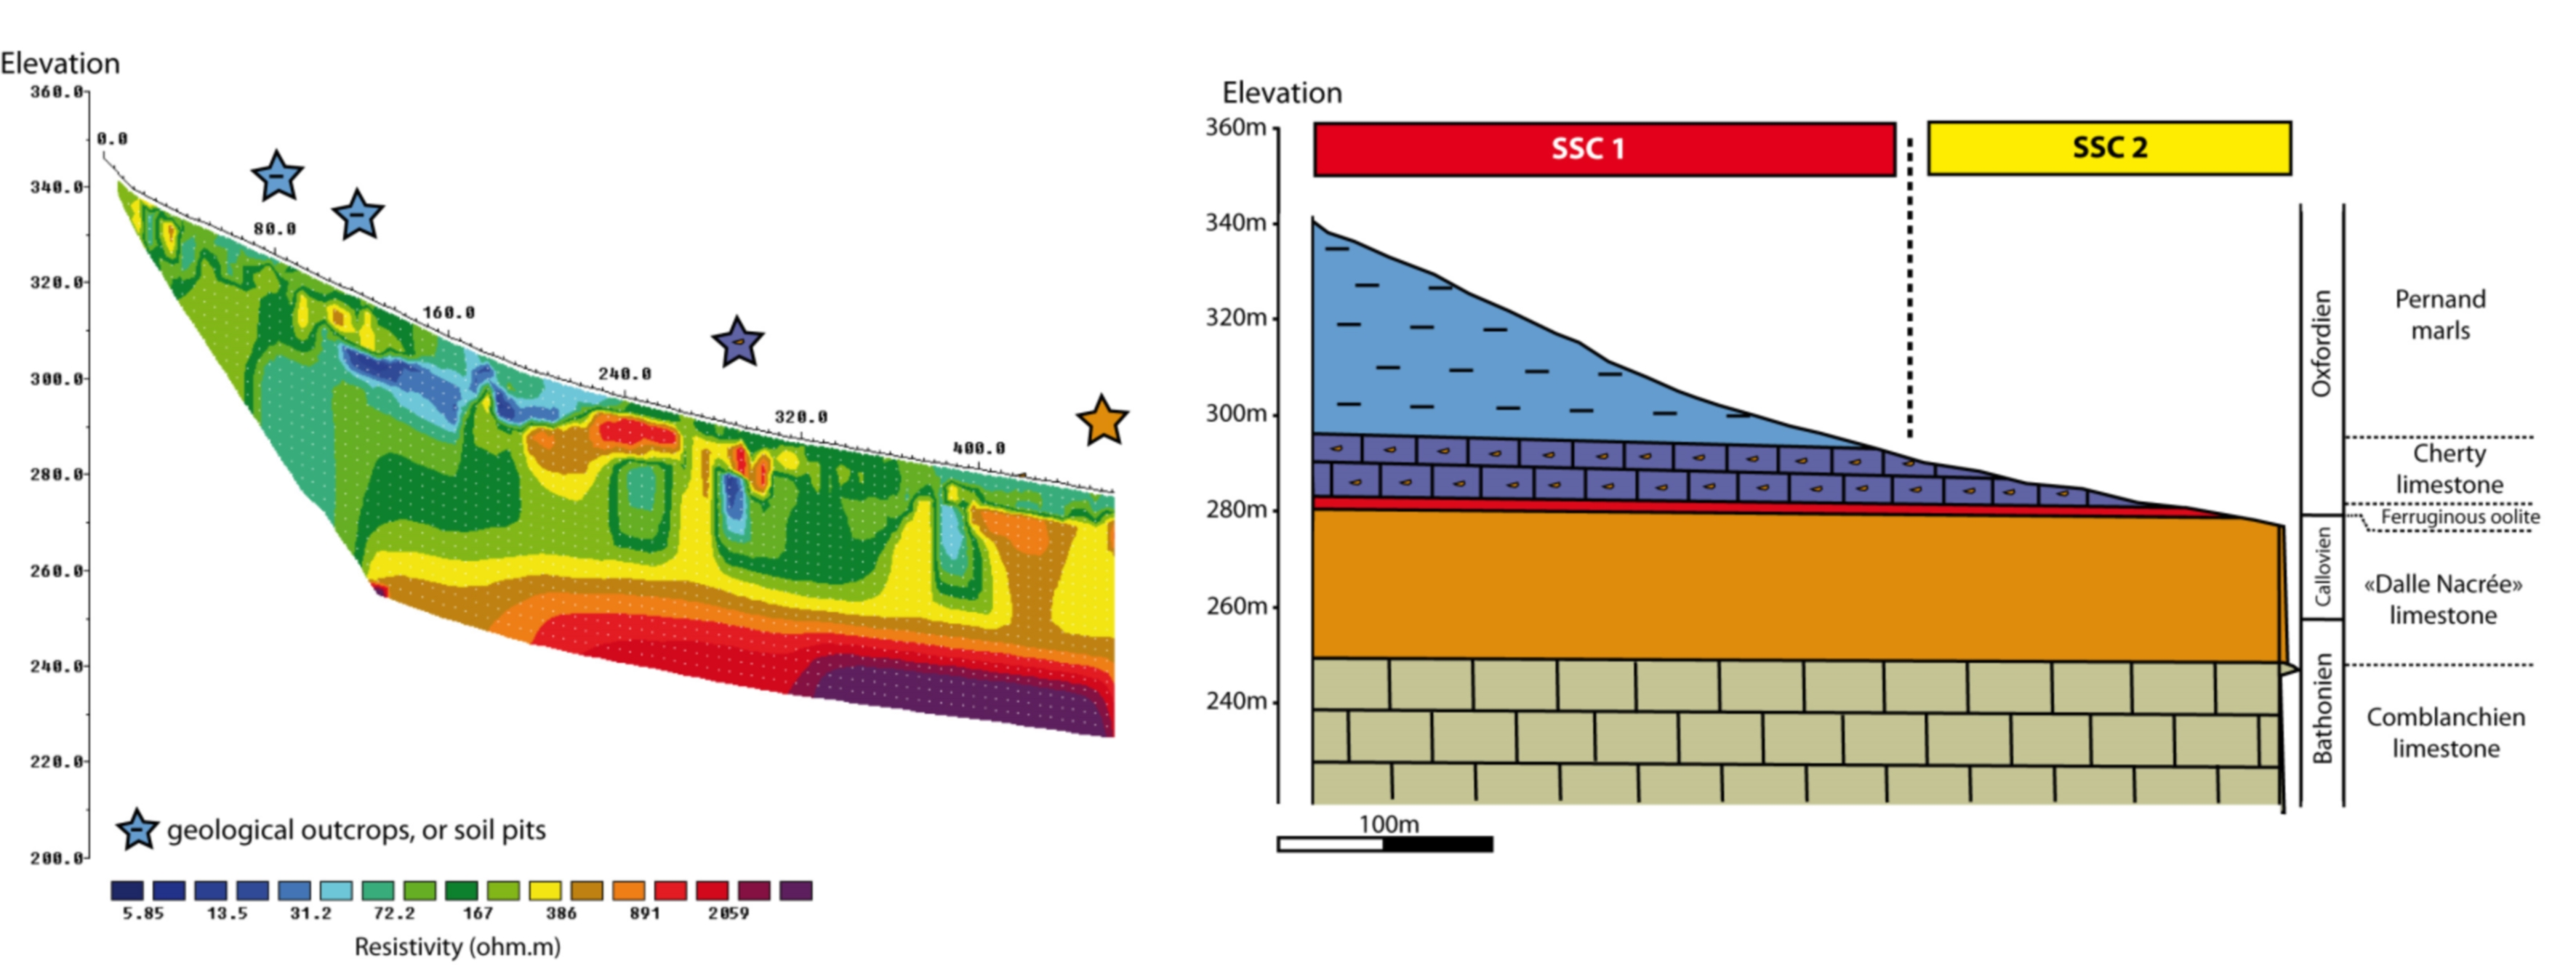 Elevation
360.0
340.0
320.0
300.0
280.0
260.0
240.0
220.0
200.0
0.0
80.0
160.0
240.0
320.0
400.0
geological outcrops, or soil pits
5.85 13.5 31.2 72.2 167 386 891 2059
Resistivity (ohm.m)
Elevation
360m
340m
320m
300m
280m
260m
240m
SSC 1
SSC 2
100m
Oxfordien
Callovien
Bathonien
Pernand
marls
Cherty
limestone
Ferruginous oolite
«Dalle Nacrée»
limestone
Comblanchien
limestone